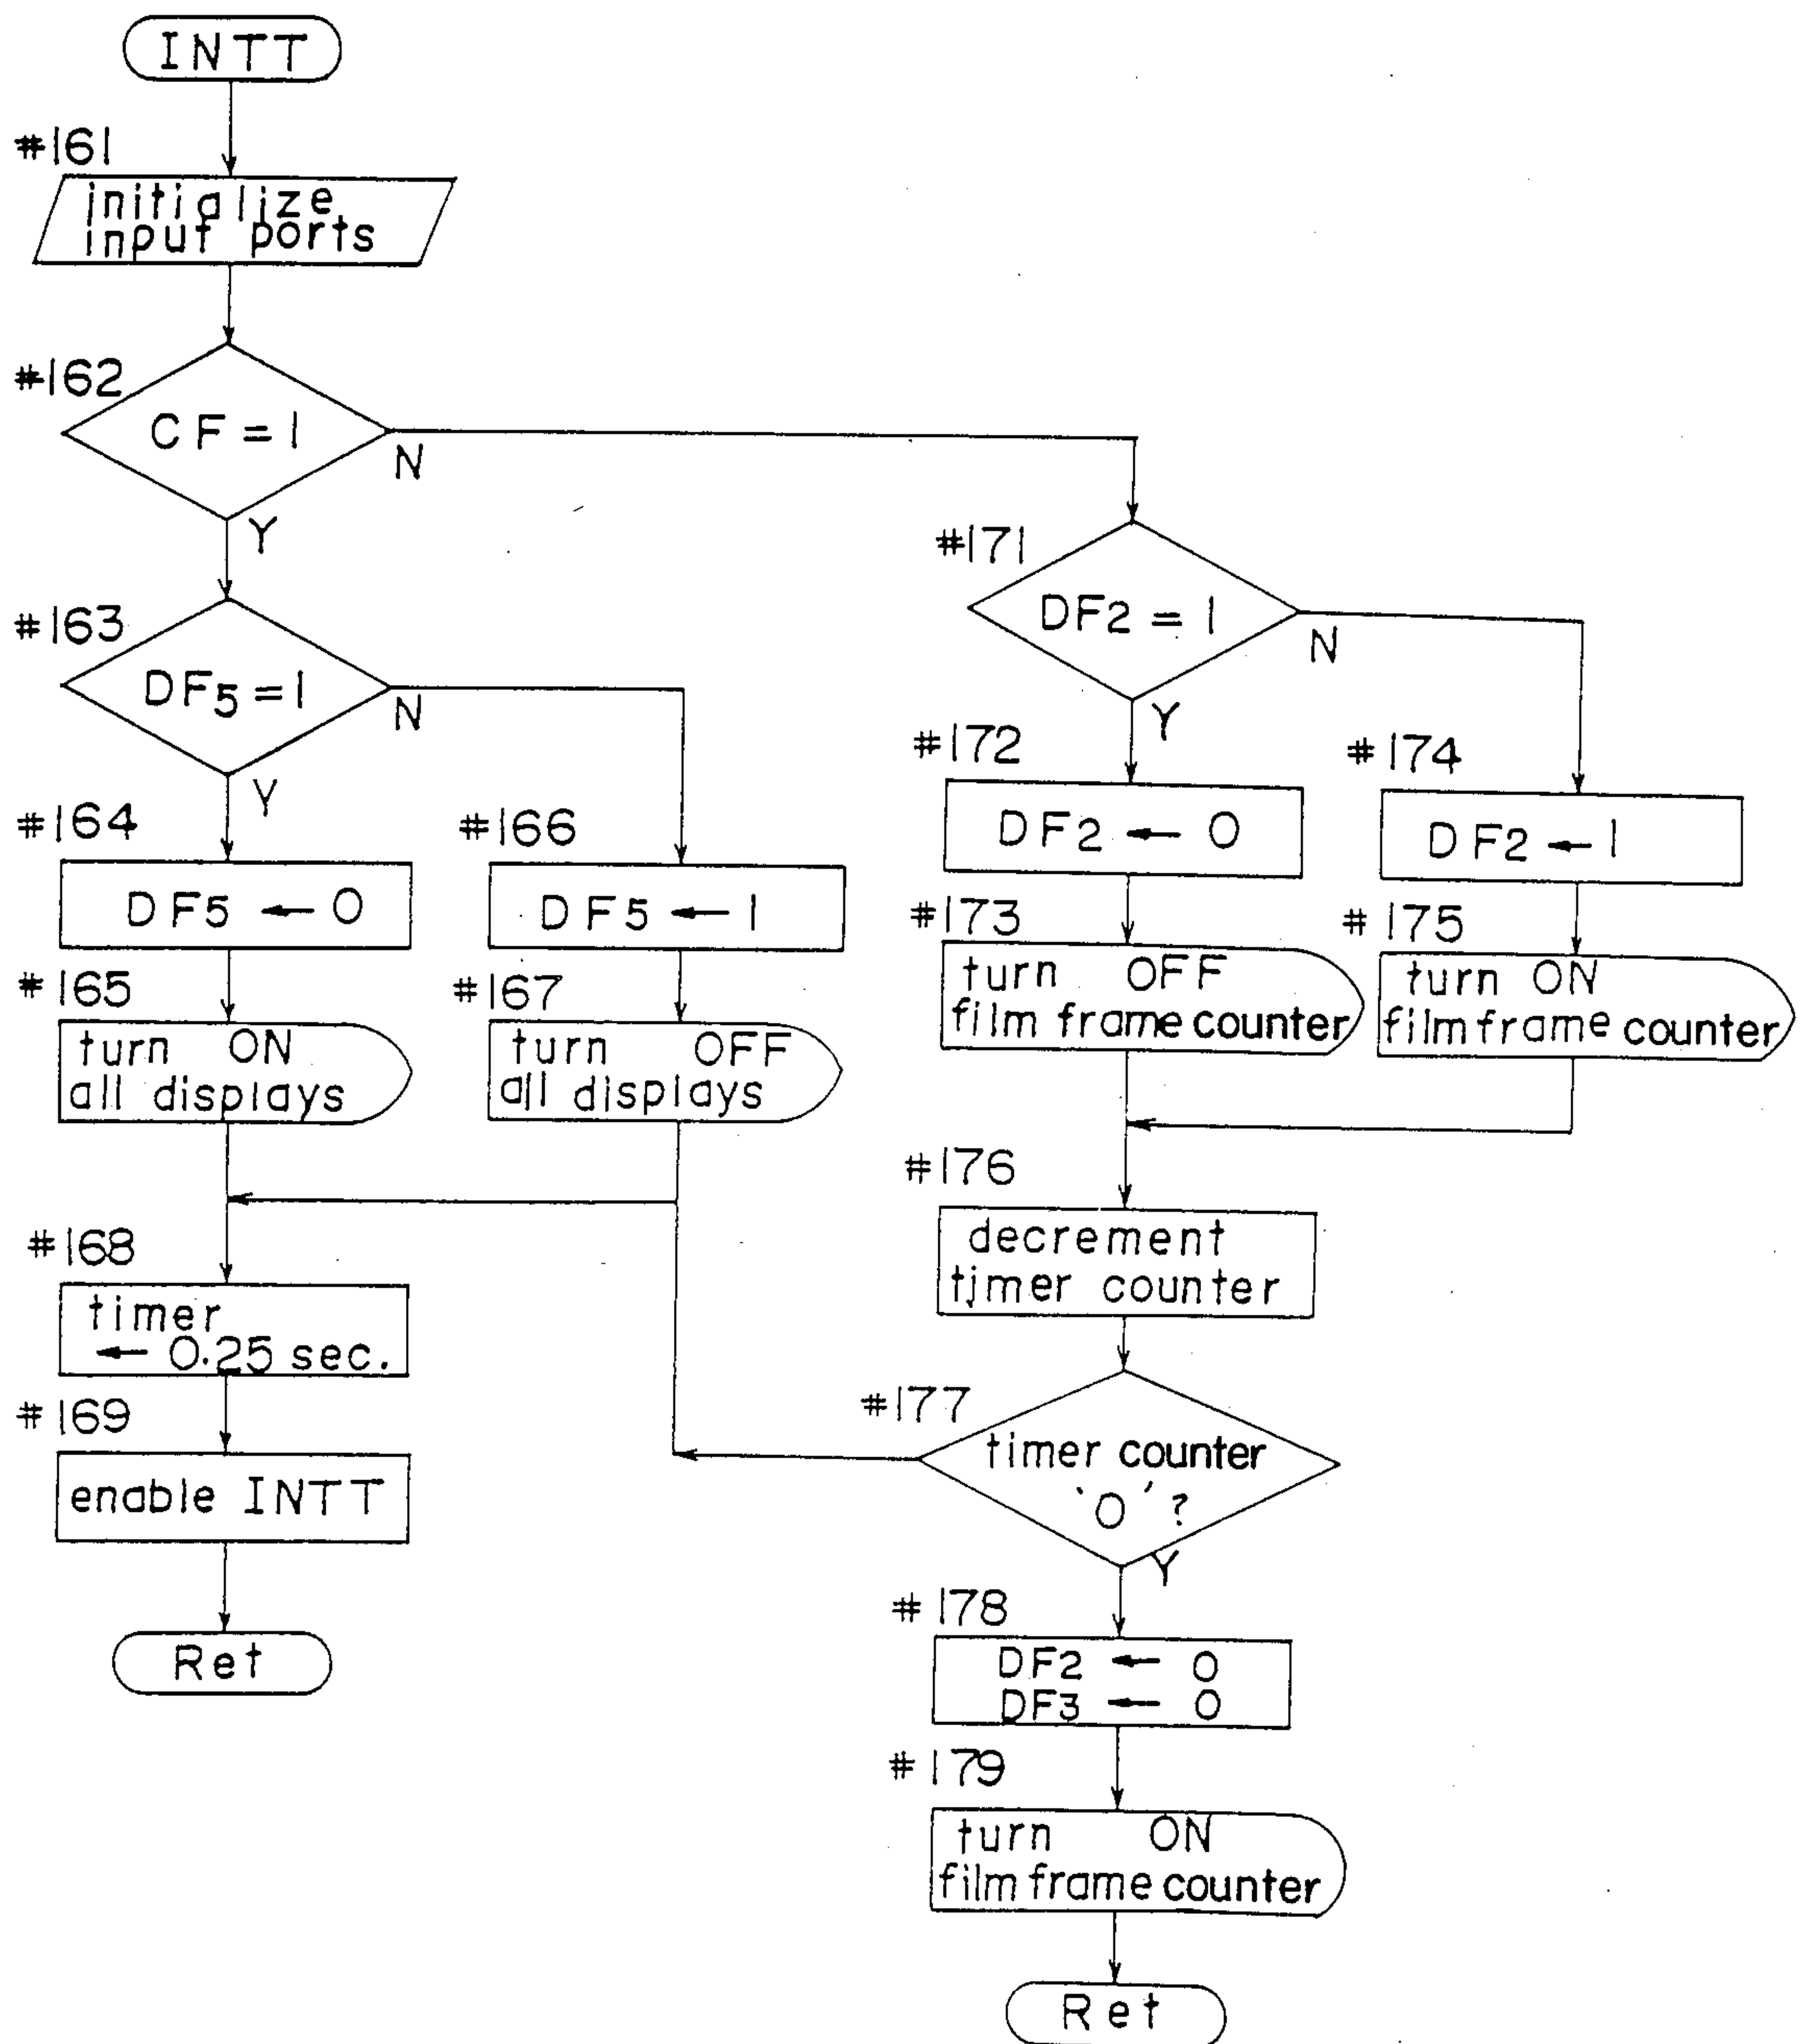 INTT
#161
initialize
input ports
#162
CF = 1
N
Y
#163
DF5 = 1
N
Y
#164
DF5 ← 0
#165
turn ON
all displays
#166
DF5 ← 1
#167
turn OFF
all displays
#168
timer
← 0.25 sec.
#169
enable INTT
Ret
#171
DF2 = 1
N
Y
#172
DF2 ← 0
#173
turn OFF
film frame counter
#174
DF2 ← 1
#175
turn ON
film frame counter
#176
decrement
timer counter
#177
timer counter
'0' ?
Y
#178
DF2 ← 0
DF3 ← 0
#179
turn ON
film frame counter
Ret